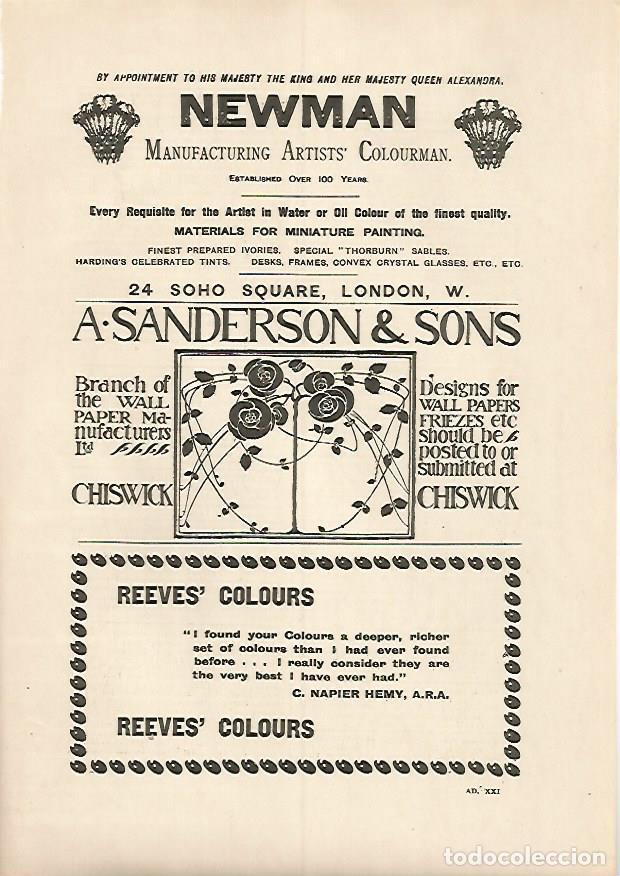 BY APPOINTMENT TO HIS MAJESTY THE KING AND HER MAJESTY QUEEN ALEXANDRA.
NEWMAN
MANUFACTURING ARTISTS' COLOURMAN.
ESTABLISHED OVER 100 YEARS.
Every Requisite for the Artist in Water or Oil Colour of the finest quality.
MATERIALS FOR MINIATURE PAINTING.
FINEST PREPARED IVORIES. SPECIAL "THORBURN" SABLES.
HARDING'S CELEBRATED TINTS. DESKS, FRAMES, CONVEX CRYSTAL GLASSES, ETC., ETC.
24 SOHO SQUARE, LONDON, W.
A·SANDERSON & SONS
Branch of
the WALL
PAPER Ma-
nufacturers
Ltd
CHISWICK
Designs for
WALL PAPERS
FRIEZES etc
should be
posted to or
submitted at
CHISWICK
REEVES' COLOURS
"I found your Colours a deeper, richer
set of colours than I had ever found
before . . . I really consider they are
the very best I have ever had."
C. NAPIER HEMY, A.R.A.
REEVES' COLOURS
AD. XXI
todocoleccion